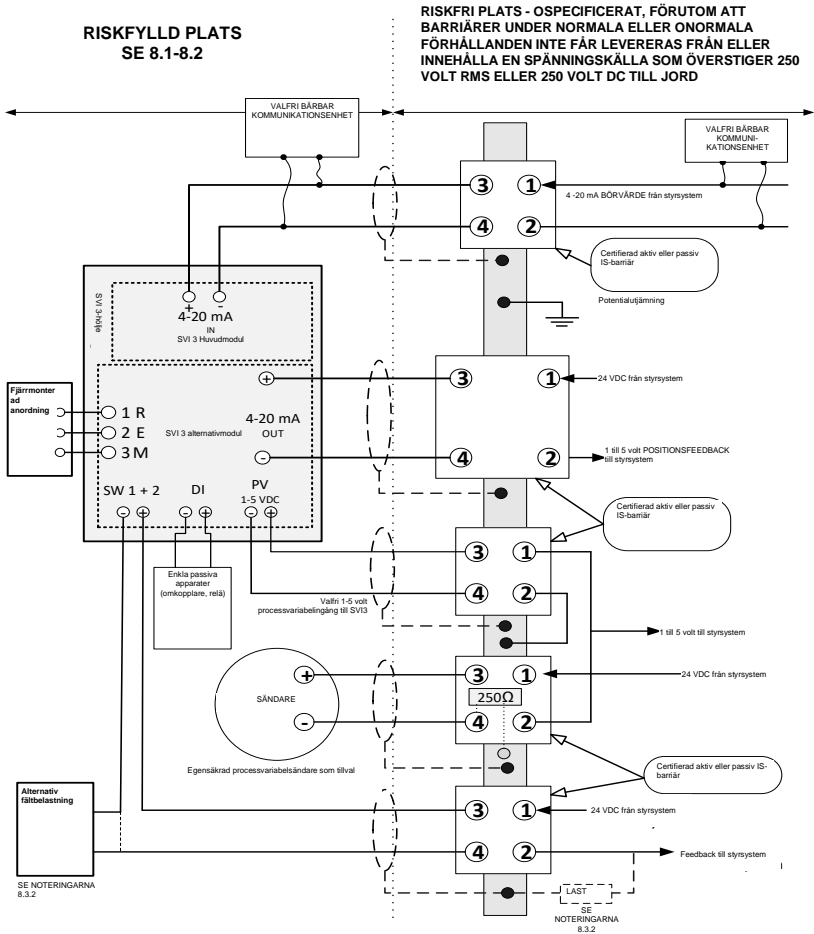 RISKFYLLD PLATS
SE 8.1-8.2
RISKFRI PLATS - OSPECIFICERAT, FÖRUTOM ATT
BARRIÄRER UNDER NORMALA ELLER ONORMALA
FÖRHÅLLANDEN INTE FÅR LEVERERAS FRÅN ELLER
INNEHÅLLA EN SPÄNNINGSKÄLLA SOM ÖVERSTIGER 250
VOLT RMS ELLER 250 VOLT DC TILL JORD
VALFRI BÄRBAR
KOMMUNIKATIONSENHET
VALFRI BÄRBAR
KOMMUNI-
KATIONSENHET
3 1
4 -20 mA BÖRVÄRDE från styrsystem
4 2
Certifierad aktiv eller passiv
IS-barriär
Potentialutjämning
SVI 3-hölje
+ -
4-20 mA
IN
SVI 3 Huvudmodul
Fjärrmonter
ad
anordning
1 R
2 E
3 M
SVI 3 alternativmodul
+
4-20 mA
OUT
-
3 1
24 VDC från styrsystem
4 2
1 till 5 volt POSITIONSFEEDBACK
till styrsystem
SW 1 + 2
DI
PV
1-5 VDC
- + - + - +
Certifierad aktiv eller passiv
IS-barriär
Enkla passiva
apparater
(omkopplare, relä)
3 1
4 2
Valfri 1-5 volt
processvariabelingång till SVI3
1 till 5 volt till styrsystem
SÄNDARE
+
-
3 1
24 VDC från styrsystem
250Ω
4 2
Egensäkrad processvariabelsändare som tillval
Certifierad aktiv eller passiv IS-
barriär
Alternativ
fältbelastning
3 1
24 VDC från styrsystem
4 2
Feedback till styrsystem
SE NOTERINGARNA
8.3.2
LAST
SE
NOTERINGARNA
8.3.2